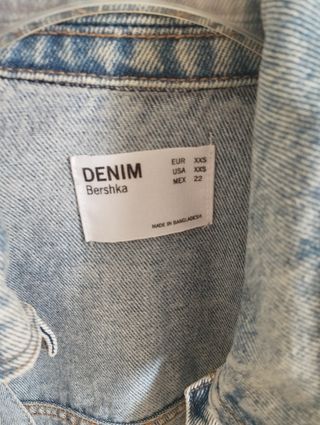 DENIM
Bershka
EUR XXS
USA XXS
MEX 22
MADE IN BANGLADESH